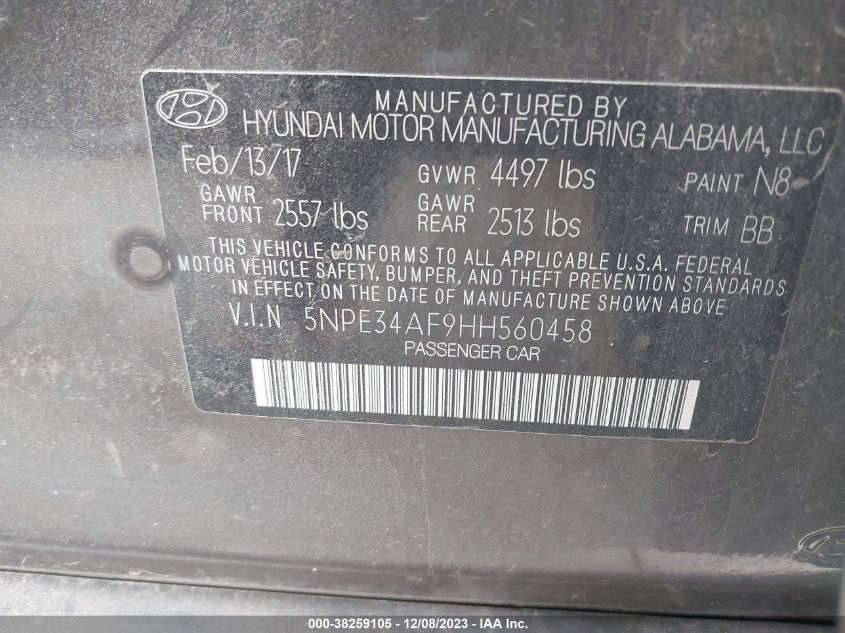 MANUFACTURED BY
HYUNDAI MOTOR MANUFACTURING ALABAMA, LLC
Feb/13/17 GVWR 4497 lbs PAINT N8
GAWR FRONT 2557 lbs GAWR REAR 2513 lbs TRIM BB
THIS VEHICLE CONFORMS TO ALL APPLICABLE U.S.A. FEDERAL
MOTOR VEHICLE SAFETY, BUMPER, AND THEFT PREVENTION STANDARDS
IN EFFECT ON THE DATE OF MANUFACTURE SHOWN ABOVE
V.I.N 5NPE34AF9HH560458
PASSENGER CAR
000-38259105 - 12/08/2023 - IAA Inc.